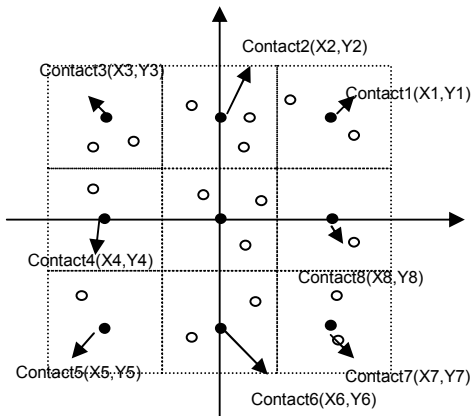 Contact2(X2,Y2)
Contact3(X3,Y3)
Contact1(X1,Y1)
Contact4(X4,Y4)
Contact8(X8,Y8)
Contact5(X5,Y5)
Contact7(X7,Y7)
Contact6(X6,Y6)